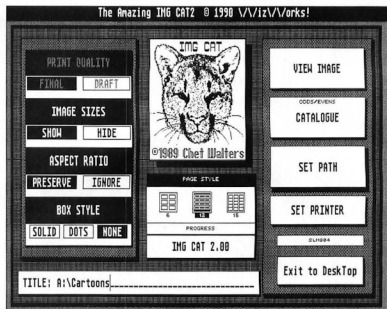 The Amazing IMG CAT2 © 1990 \/\/iz\/\/orks!
PRINT QUALITY
FINAL DRAFT
IMAGE SIZES
SHOW HIDE
ASPECT RATIO
PRESERVE IGNORE
BOX STYLE
SOLID DOTS NONE
IMG CAT
©1989 Chet Walters
PAGE STYLE
6 12 15
PROGRESS
IMG CAT 2.00
VIEW IMAGE
ODDS/EVENS
CATALOGUE
SET PATH
SET PRINTER
SLM804
Exit to DeskTop
TITLE: A:\Cartoons